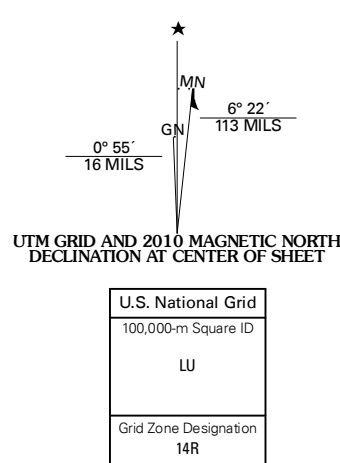 MN
6° 22´
113 MILS
GN
0° 55´
16 MILS
UTM GRID AND 2010 MAGNETIC NORTH
DECLINATION AT CENTER OF SHEET
U.S. National Grid
100,000-m Square ID
LU
Grid Zone Designation
14R